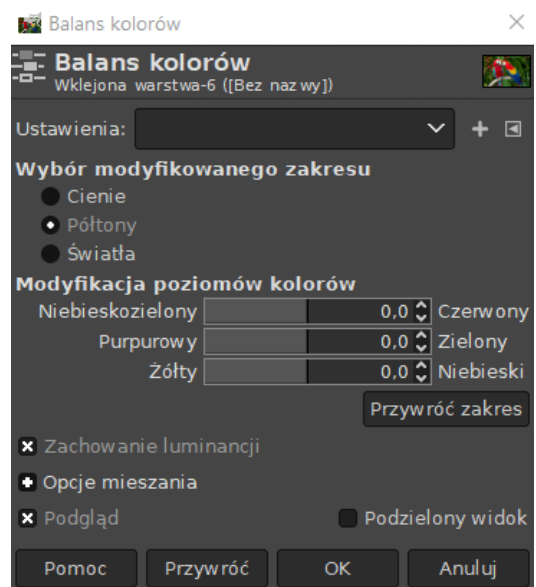 Balans kolorów
Balans kolorów
Wklejona warstwa-6 ([Bez nazwy])
Ustawienia:
Wybór modyfikowanego zakresu
Cienie
Półtony
Światła
Modyfikacja poziomów kolorów
Niebieskozielony 0,0 Czerwony
Purpurowy 0,0 Zielony
Żółty 0,0 Niebieski
Przywróć zakres
Zachowanie luminancji
Opcje mieszania
Podgląd Podzielony widok
Pomoc Przywróć OK Anuluj